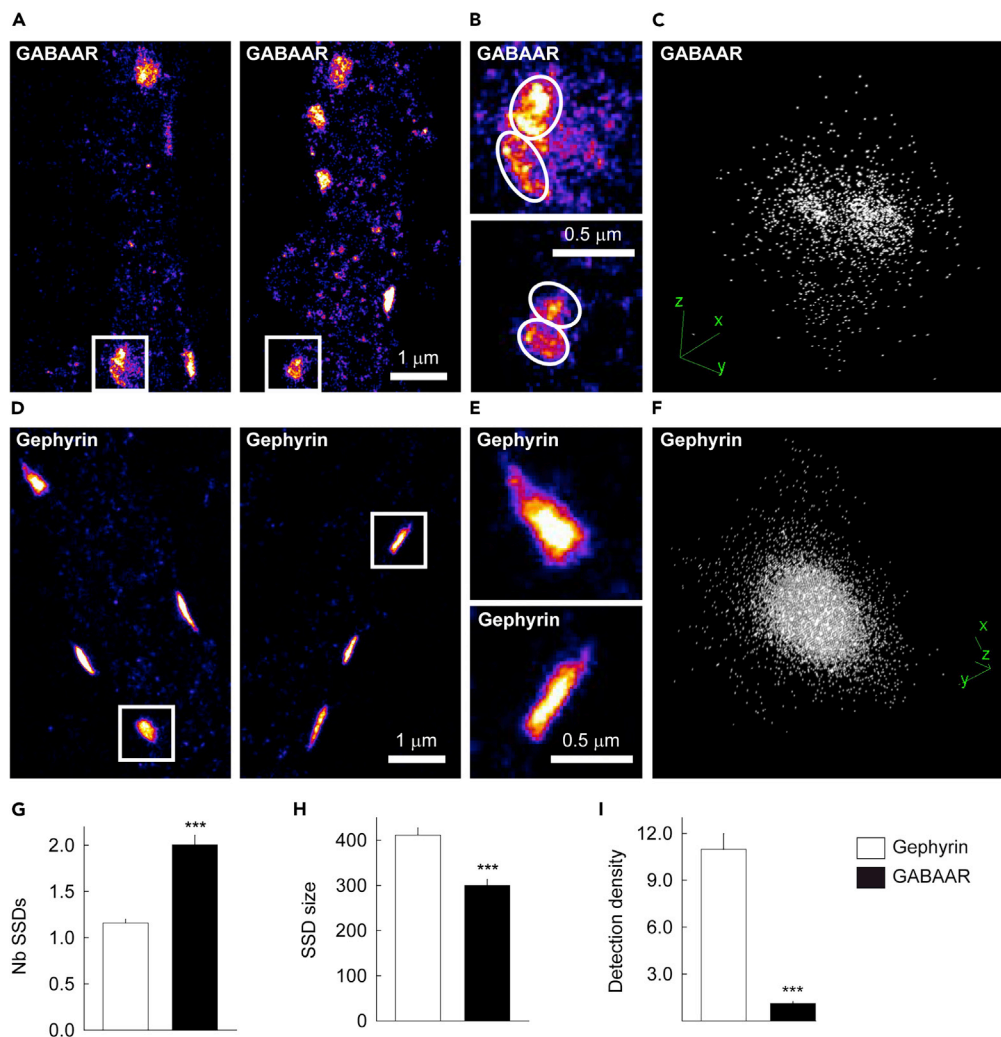 A
B
C
GABAAR
GABAAR
GABAAR
GABAAR
0.5 μm
1 μm
z
x
y
D
E
F
Gephyrin
Gephyrin
Gephyrin
Gephyrin
Gephyrin
1 μm
0.5 μm
x
z
y
G
H
I
Nb SSDs
2.0
1.5
1.0
0.5
0.0
***
SSD size
400
300
200
100
0
***
Detection density
12.0
9.0
6.0
3.0
***
Gephyrin
GABAAR